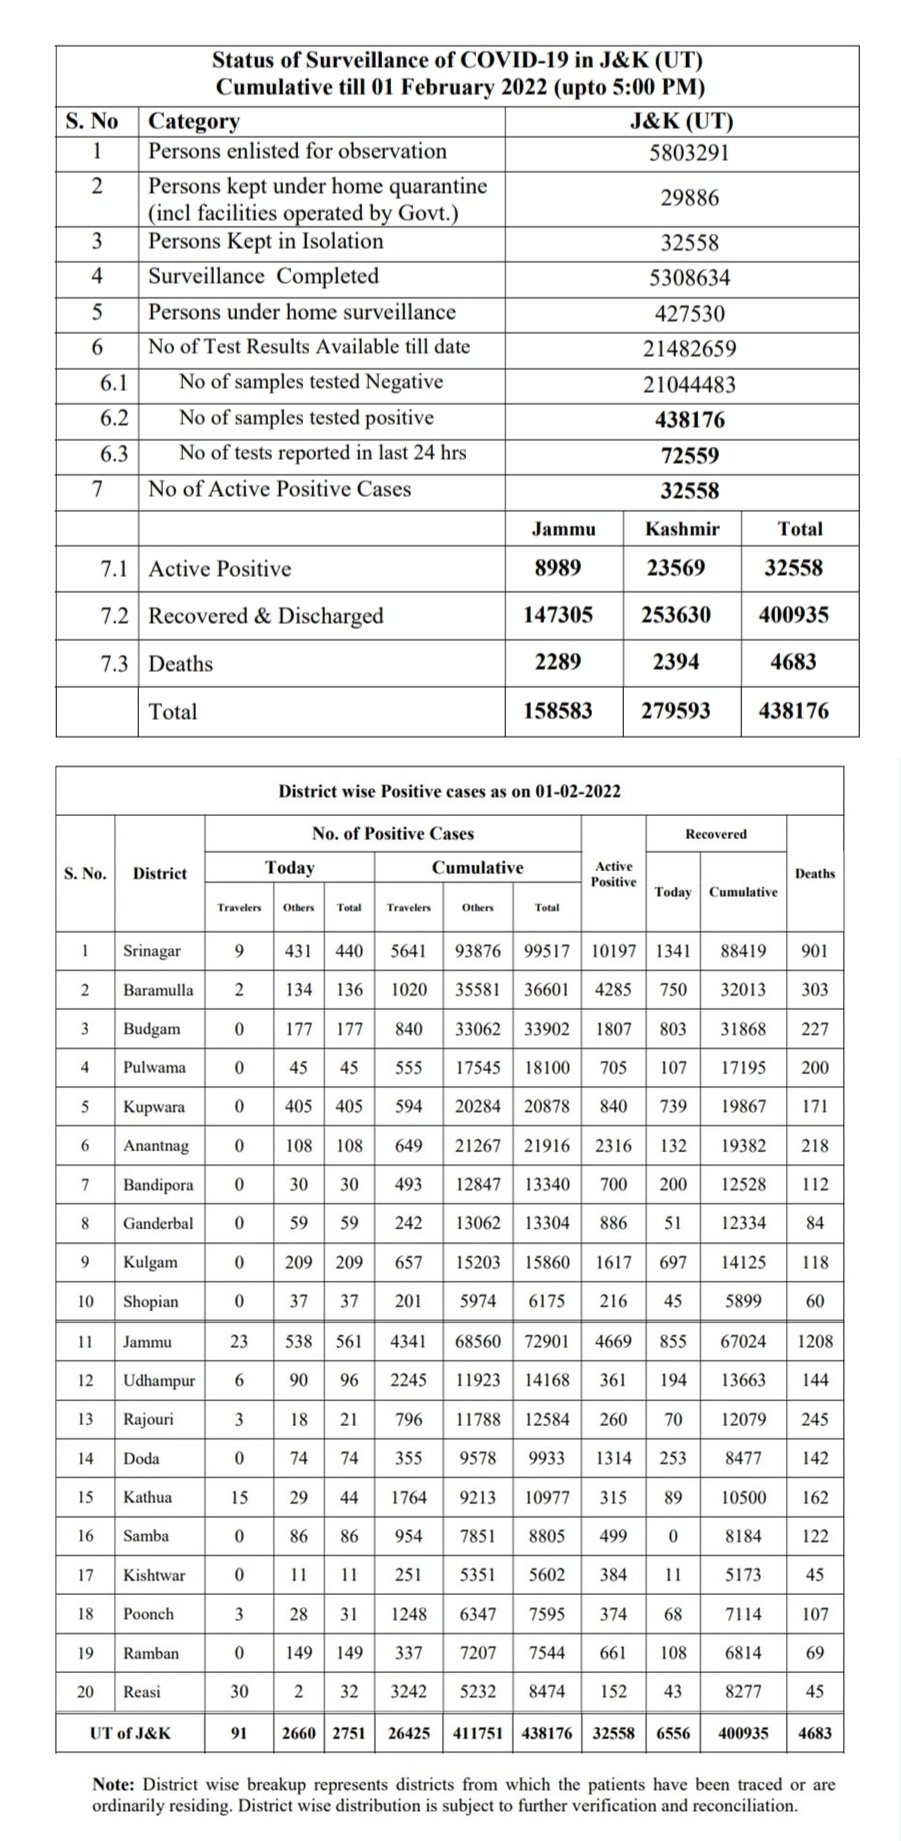 Status of Surveillance of COVID-19 in J&K (UT)
Cumulative till 01 February 2022 (upto 5:00 PM)
S. No Category J&K (UT)
1 Persons enlisted for observation 5803291
2 Persons kept under home quarantine
(incl facilities operated by Govt.) 29886
3 Persons Kept in Isolation 32558
4 Surveillance Completed 5308634
5 Persons under home surveillance 427530
6 No of Test Results Available till date 21482659
6.1 No of samples tested Negative 21044483
6.2 No of samples tested positive 438176
6.3 No of tests reported in last 24 hrs 72559
7 No of Active Positive Cases 32558
Jammu Kashmir Total
7.1 Active Positive 8989 23569 32558
7.2 Recovered & Discharged 147305 253630 400935
7.3 Deaths 2289 2394 4683
Total 158583 279593 438176
District wise Positive cases as on 01-02-2022
S. No. District No. of Positive Cases Active Positive Recovered Deaths
Today Cumulative Today Cumulative
Travelers Others Total Travelers Others Total
1 Srinagar 9 431 440 5641 93876 99517 10197 1341 88419 901
2 Baramulla 2 134 136 1020 35581 36601 4285 750 32013 303
3 Budgam 0 177 177 840 33062 33902 1807 803 31868 227
4 Pulwama 0 45 45 555 17545 18100 705 107 17195 200
5 Kupwara 0 405 405 594 20284 20878 840 739 19867 171
6 Anantnag 0 108 108 649 21267 21916 2316 132 19382 218
7 Bandipora 0 30 30 493 12847 13340 700 200 12528 112
8 Ganderbal 0 59 59 242 13062 13304 886 51 12334 84
9 Kulgam 0 209 209 657 15203 15860 1617 697 14125 118
10 Shopian 0 37 37 201 5974 6175 216 45 5899 60
11 Jammu 23 538 561 4341 68560 72901 4669 855 67024 1208
12 Udhampur 6 90 96 2245 11923 14168 361 194 13663 144
13 Rajouri 3 18 21 796 11788 12584 260 70 12079 245
14 Doda 0 74 74 355 9578 9933 1314 253 8477 142
15 Kathua 15 29 44 1764 9213 10977 315 89 10500 162
16 Samba 0 86 86 954 7851 8805 499 0 8184 122
17 Kishtwar 0 11 11 251 5351 5602 384 11 5173 45
18 Poonch 3 28 31 1248 6347 7595 374 68 7114 107
19 Ramban 0 149 149 337 7207 7544 661 108 6814 69
20 Reasi 30 2 32 3242 5232 8474 152 43 8277 45
UT of J&K 91 2660 2751 26425 411751 438176 32558 6556 400935 4683
Note: District wise breakup represents districts from which the patients have been traced or are
ordinarily residing. District wise distribution is subject to further verification and reconciliation.